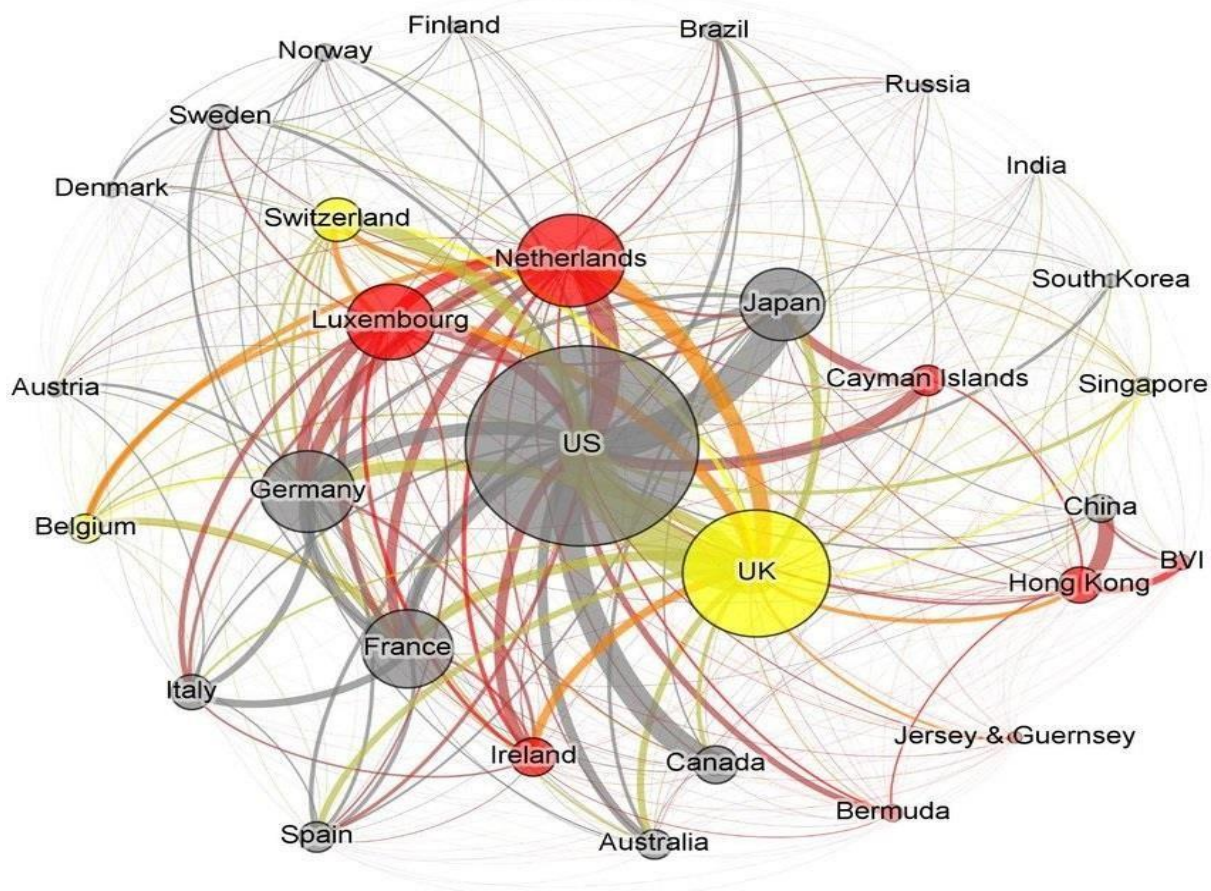 Finland
Brazil
Norway
Russia
Sweden
India
Denmark
Switzerland
Netherlands
South Korea
Japan
Luxembourg
Cayman Islands
Singapore
Austria
US
Germany
China
Belgium
BVI
UK
Hong Kong
France
Italy
Jersey & Guernsey
Ireland
Canada
Bermuda
Spain
Australia